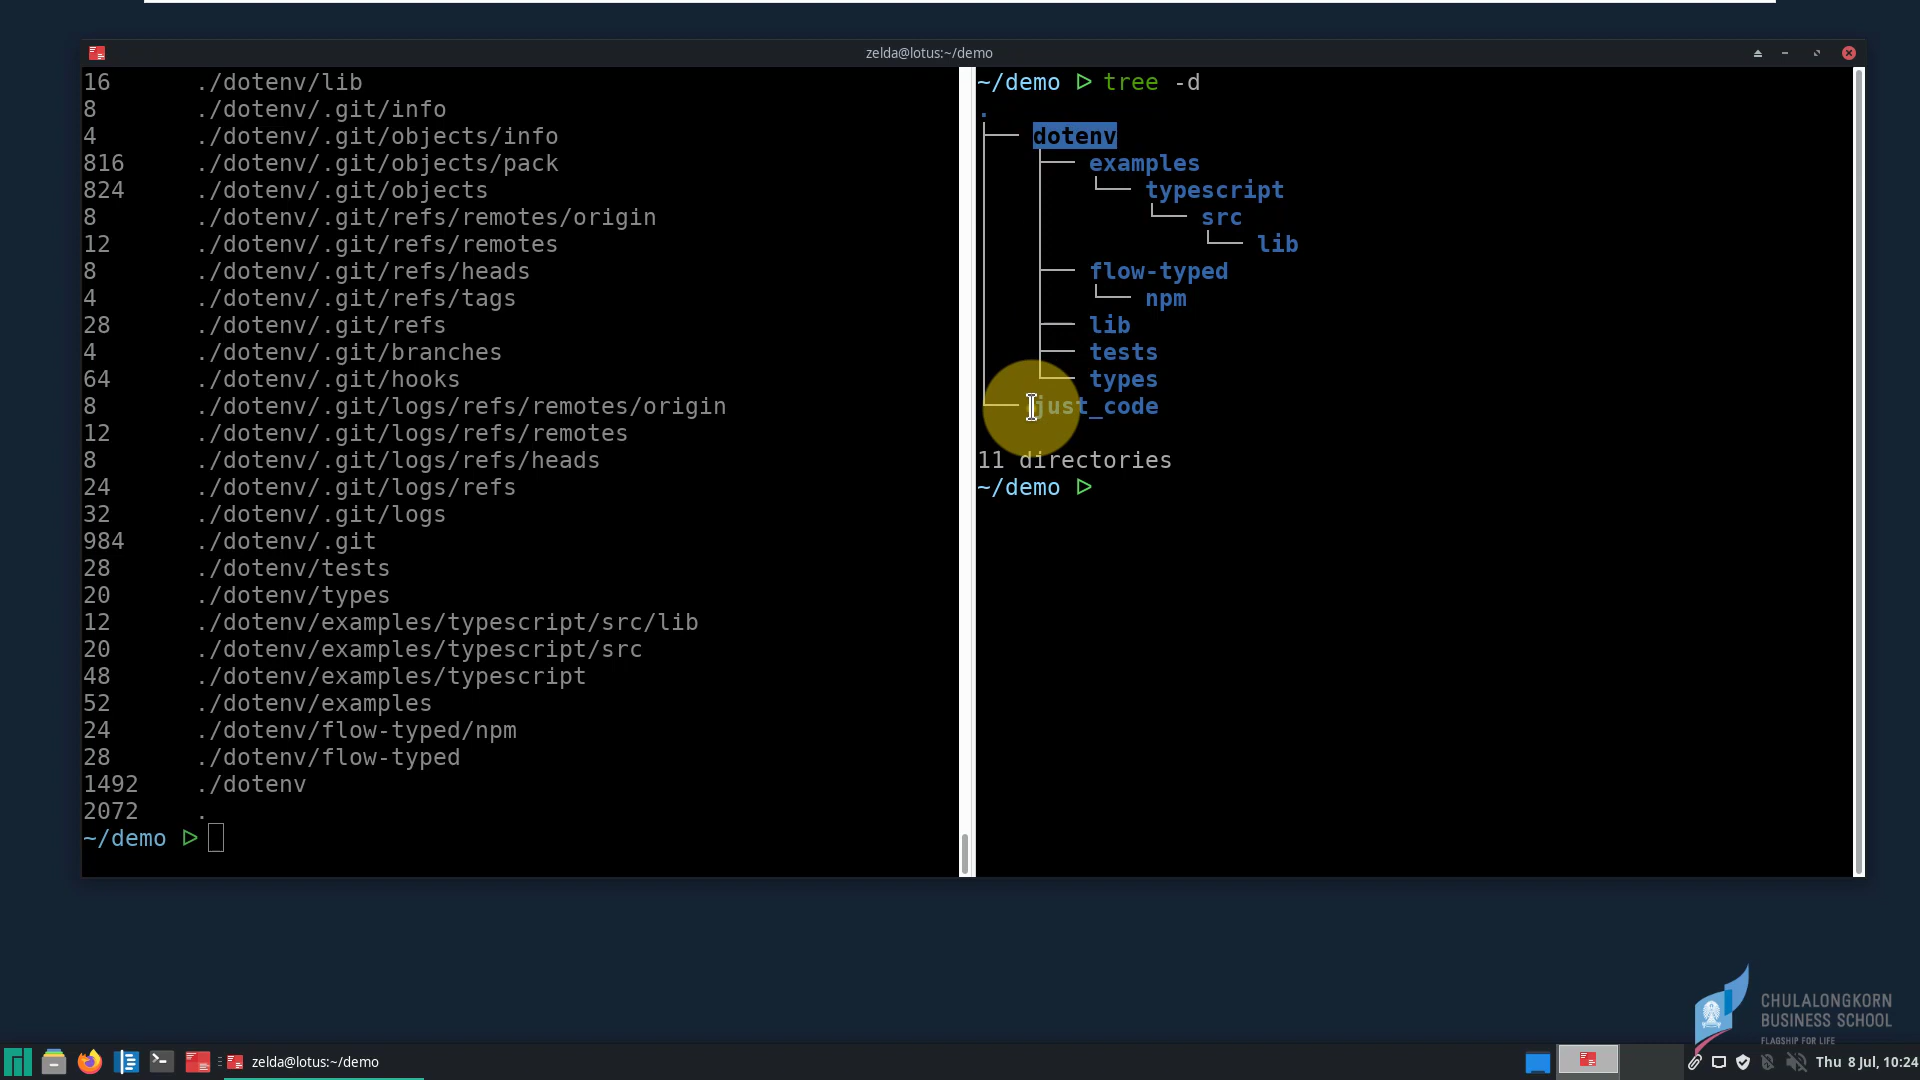 zelda@lotus:~/demo
16 ./dotenv/lib
8 ./dotenv/.git/info
4 ./dotenv/.git/objects/info
816 ./dotenv/.git/objects/pack
824 ./dotenv/.git/objects
8 ./dotenv/.git/refs/remotes/origin
12 ./dotenv/.git/refs/remotes
8 ./dotenv/.git/refs/heads
4 ./dotenv/.git/refs/tags
28 ./dotenv/.git/refs
4 ./dotenv/.git/branches
64 ./dotenv/.git/hooks
8 ./dotenv/.git/logs/refs/remotes/origin
12 ./dotenv/.git/logs/refs/remotes
8 ./dotenv/.git/logs/refs/heads
24 ./dotenv/.git/logs/refs
32 ./dotenv/.git/logs
984 ./dotenv/.git
28 ./dotenv/tests
20 ./dotenv/types
12 ./dotenv/examples/typescript/src/lib
20 ./dotenv/examples/typescript/src
48 ./dotenv/examples/typescript
52 ./dotenv/examples
24 ./dotenv/flow-typed/npm
28 ./dotenv/flow-typed
1492 ./dotenv
2072 .
~/demo ▷
~/demo ▷ tree -d
.
├── dotenv
│   ├── examples
│   │   └── typescript
│   │       └── src
│   │           └── lib
│   ├── flow-typed
│   │   └── npm
│   ├── lib
│   ├── tests
│   └── types
└── just_code
11 directories
~/demo ▷
CHULALONGKORN
BUSINESS SCHOOL
FLAGSHIP FOR LIFE
zelda@lotus:~/demo
Thu 8 Jul, 10:24